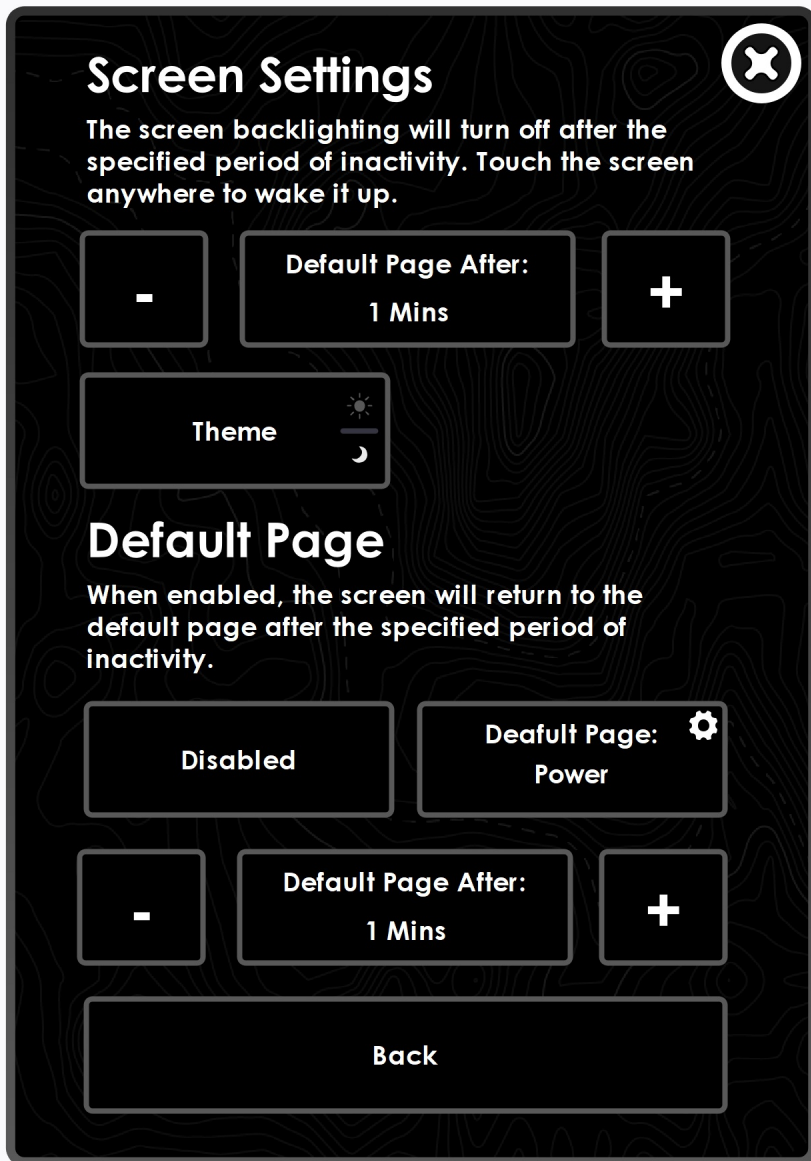 Screen Settings
The screen backlighting will turn off after the
specified period of inactivity. Touch the screen
anywhere to wake it up.
-
Default Page After:
1 Mins
+
Theme
Default Page
When enabled, the screen will return to the
default page after the specified period of
inactivity.
Disabled
Deafult Page:
Power
-
Default Page After:
1 Mins
+
Back